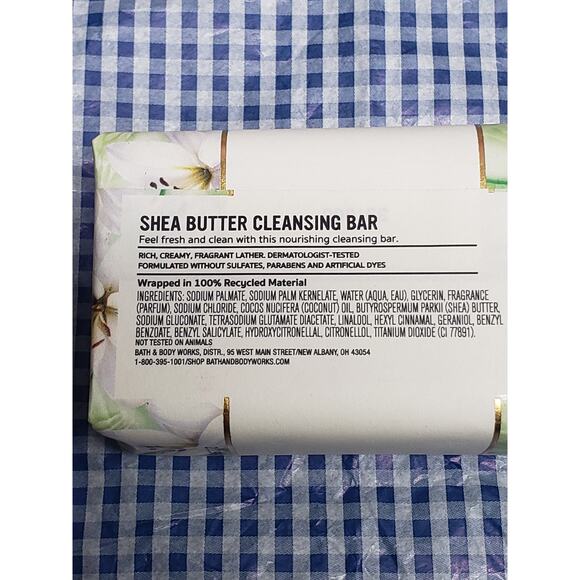 SHEA BUTTER CLEANSING BAR
Feel fresh and clean with this nourishing cleansing bar.
RICH, CREAMY, FRAGRANT LATHER. DERMATOLOGIST-TESTED
FORMULATED WITHOUT SULFATES, PARABENS AND ARTIFICIAL DYES
Wrapped in 100% Recycled Material
INGREDIENTS: SODIUM PALMATE, SODIUM PALM KERNELATE, WATER (AQUA, EAU), GLYCERIN, FRAGRANCE
(PARFUM), SODIUM CHLORIDE, COCOS NUCIFERA (COCONUT) OIL, BUTYROSPERMUM PARKII (SHEA) BUTTER,
SODIUM GLUCONATE, TETRASODIUM GLUTAMATE DIACETATE, LINALOOL, HEXYL CINNAMAL, GERANIOL, BENZYL
BENZOATE, BENZYL SALICYLATE, HYDROXYCITRONELLAL, CITRONELLOL, TITANIUM DIOXIDE (CI 77891).
NOT TESTED ON ANIMALS
BATH & BODY WORKS, DISTR., 95 WEST MAIN STREET/NEW ALBANY, OH 43054
1-800-395-1001/SHOP BATHANDBODYWORKS.COM